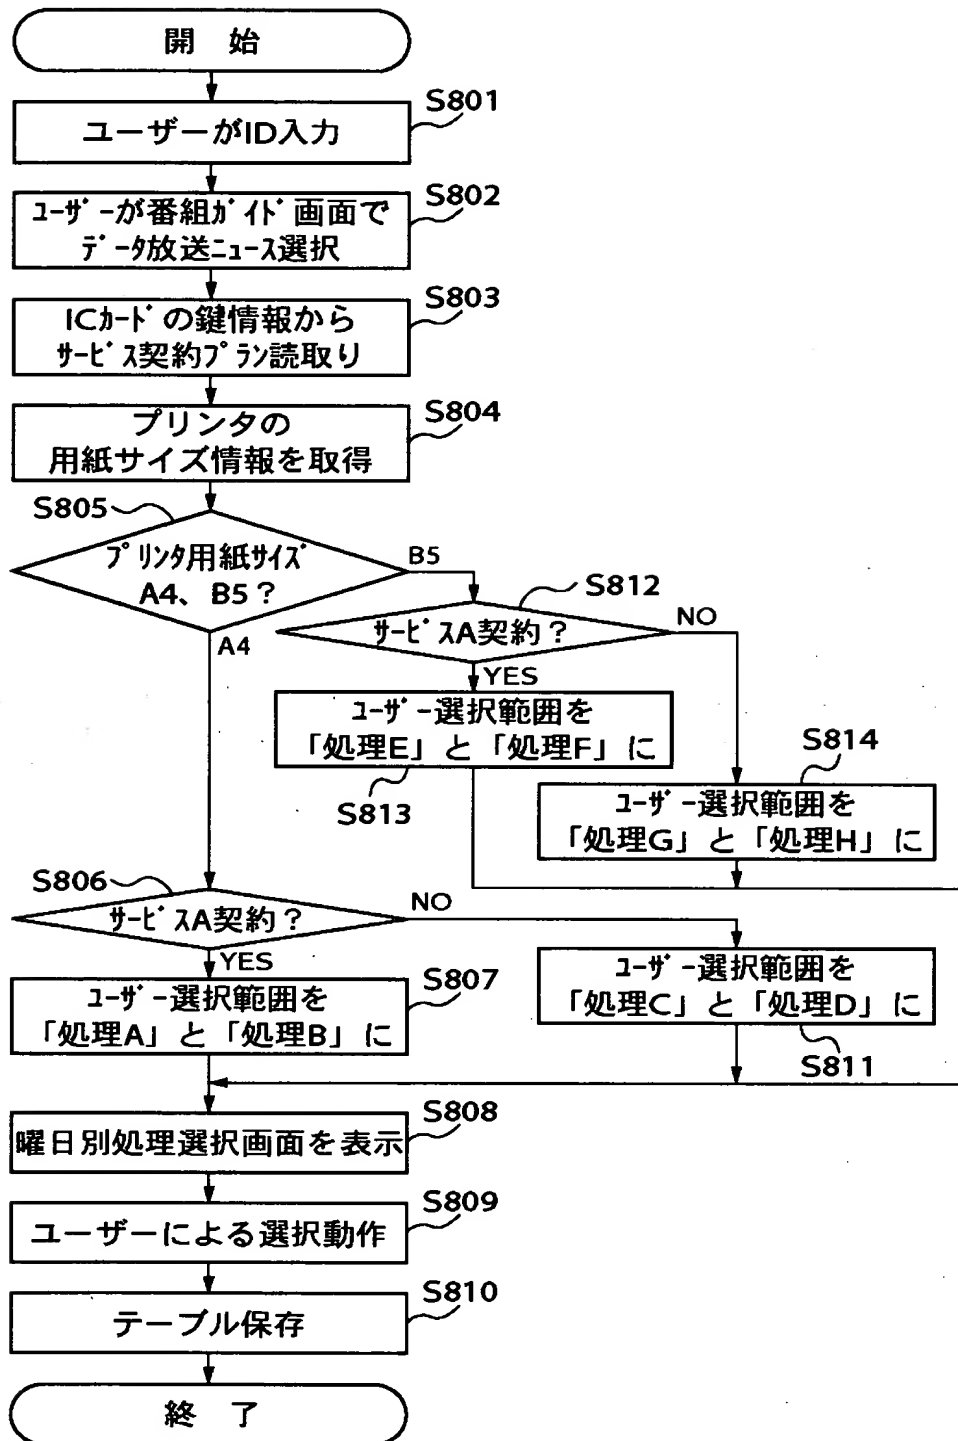 開 始
S801
ユーザーがID入力
S802
ﾕｰｻﾞｰが番組ｶﾞｲﾄﾞ画面で
ﾃﾞｰﾀ放送ﾆｭｰｽ選択
S803
ICｶｰﾄﾞの鍵情報から
ｻｰﾋﾞｽ契約ﾌﾟﾗﾝ読取り
S804
プリンタの
用紙サイズ情報を取得
S805
ﾌﾟﾘﾝﾀ用紙ｻｲｽﾞ
A4、B5？
B5
A4
S812
ｻｰﾋﾞｽA契約？
NO
YES
ﾕｰｻﾞｰ選択範囲を
「処理E」と「処理F」に
S813
S814
ﾕｰｻﾞｰ選択範囲を
「処理G」と「処理H」に
S806
ｻｰﾋﾞｽA契約？
NO
YES
S807
ﾕｰｻﾞｰ選択範囲を
「処理A」と「処理B」に
ﾕｰｻﾞｰ選択範囲を
「処理C」と「処理D」に
S811
S808
曜日別処理選択画面を表示
S809
ユーザーによる選択動作
S810
テーブル保存
終 了